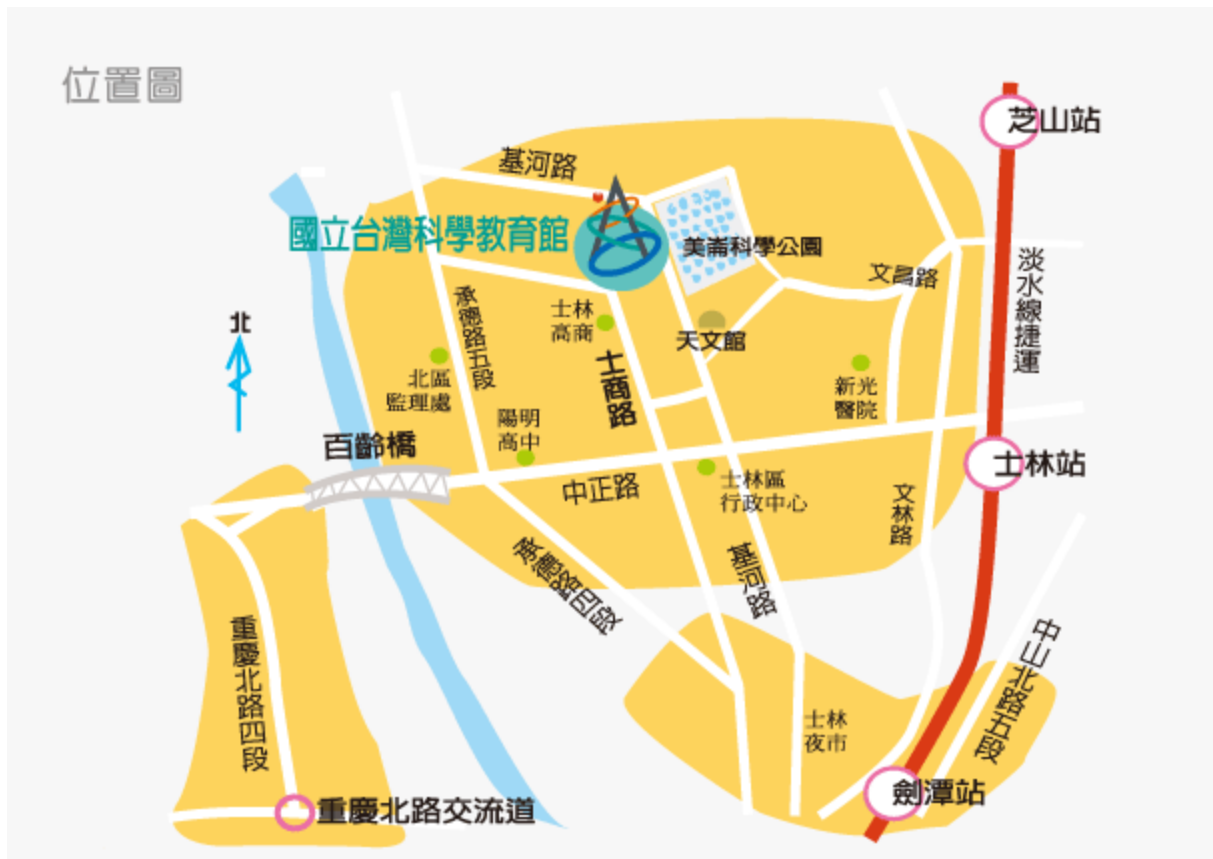 位置圖
芝山站
基河路
國立台灣科學教育館
美崙科學公園
文昌路
淡水線捷運
北
承德路五段
士林
高商
天文館
士商路
北區
監理處
新光
醫院
陽明
高中
百齡橋
士林站
中正路
士林區
行政中心
文林路
承德路四段
基河路
重慶北路四段
中山北路五段
士林
夜市
劍潭站
重慶北路交流道